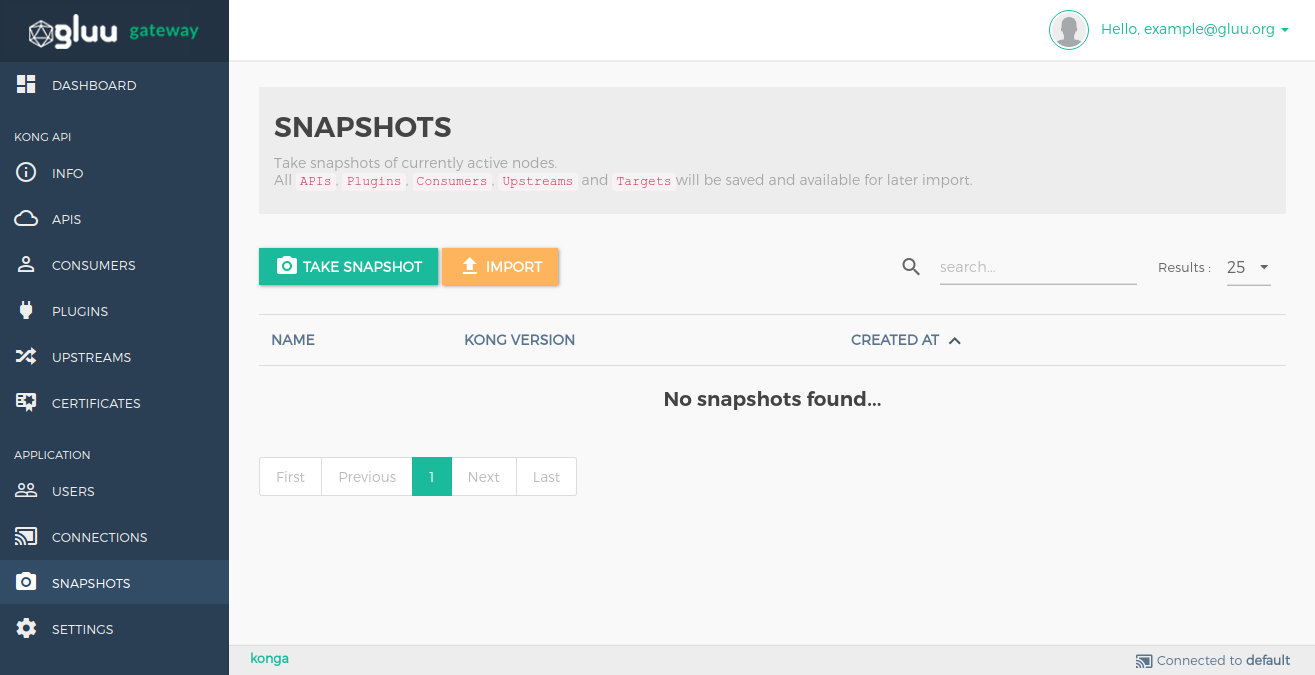 gluu gateway
Hello, example@gluu.org
DASHBOARD
KONG API
INFO
APIS
CONSUMERS
PLUGINS
UPSTREAMS
CERTIFICATES
APPLICATION
USERS
CONNECTIONS
SNAPSHOTS
SETTINGS
SNAPSHOTS
Take snapshots of currently active nodes.
All APIs, Plugins, Consumers, Upstreams and Targets will be saved and available for later import.
TAKE SNAPSHOT IMPORT search... Results : 25
NAME KONG VERSION CREATED AT
No snapshots found...
First Previous 1 Next Last
konga Connected to default